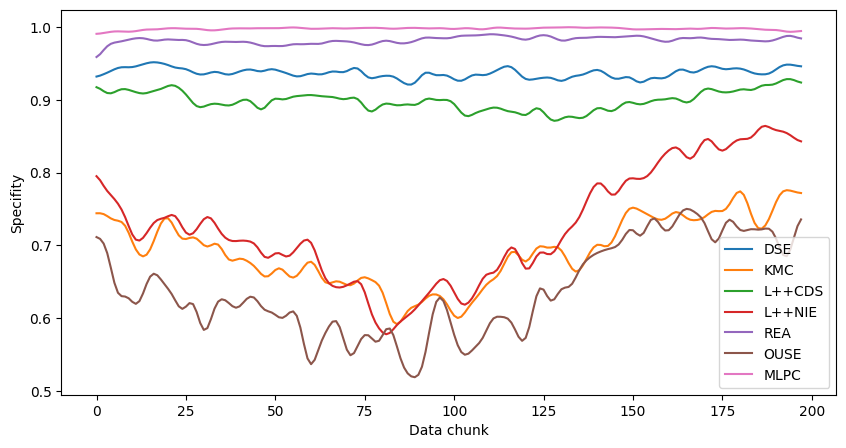 1.0
0.9
0.8
0.7
0.6
0.5
Specifity
0
25
50
75
100
125
150
175
200
Data chunk
DSE
KMC
L++CDS
L++NIE
REA
OUSE
MLPC